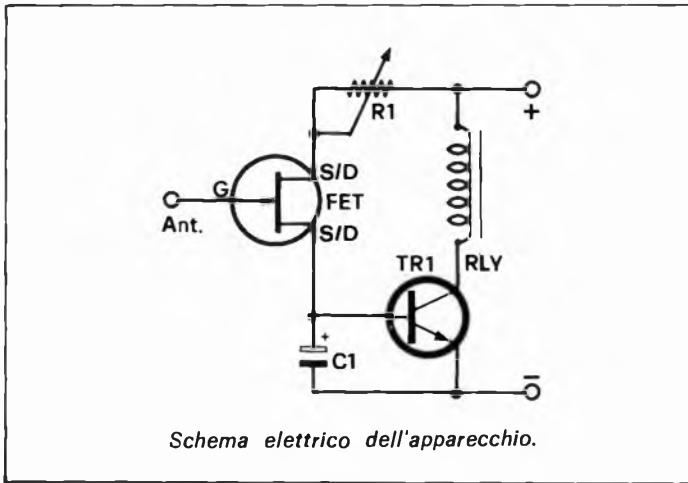 R1
+
S/D
G
FET
Ant.
S/D
TR1 RLY
+
C1
−
Schema elettrico dell'apparecchio.